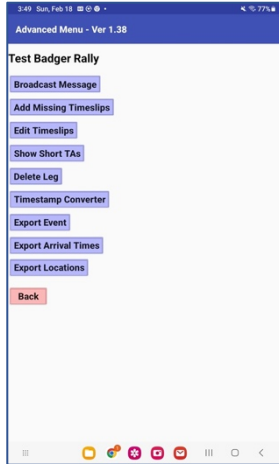 3:49 Sun, Feb 18
77%
Advanced Menu - Ver 1.38
Test Badger Rally
Broadcast Message
Add Missing Timeslips
Edit Timeslips
Show Short TAs
Delete Leg
Timestamp Converter
Export Event
Export Arrival Times
Export Locations
Back